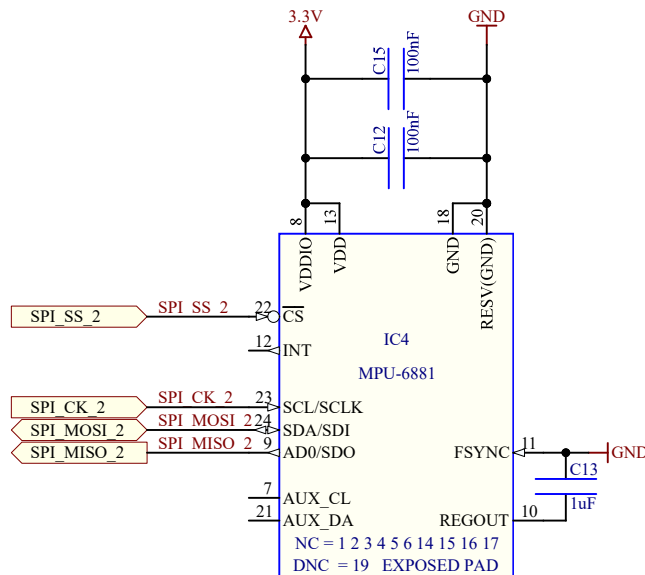 3.3V
GND
C15
100nF
C12
100nF
8
13
18
20
VDDIO
VDD
GND
RESV(GND)
SPI_SS_2
SPI_SS_2
22
CS
IC4
12
INT
MPU-6881
SPI_CK_2
SPI_CK_2
23
SCL/SCLK
SPI_MOSI_2
SPI_MOSI_2
24
SDA/SDI
SPI_MISO_2
SPI_MISO_2
9
AD0/SDO
FSYNC
11
GND
C13
1uF
7
AUX_CL
21
AUX_DA
REGOUT
10
NC = 1 2 3 4 5 6 14 15 16 17
DNC = 19 EXPOSED PAD